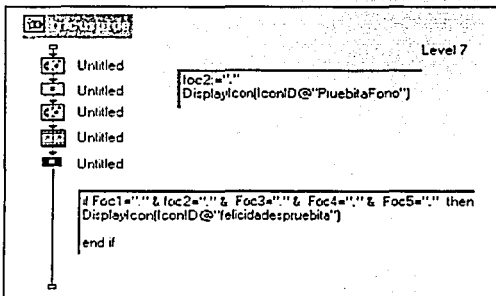 Level 7
Untitled
Untitled
Untitled
Untitled
Untitled
foc2:="."
DisplayIcon(IconID@"PruebitaFono")
if Foc1="." & foc2="." & Foc3="." & Foc4="." & Foc5="." then
DisplayIcon(IconID@"felicidadespruebita")
end if